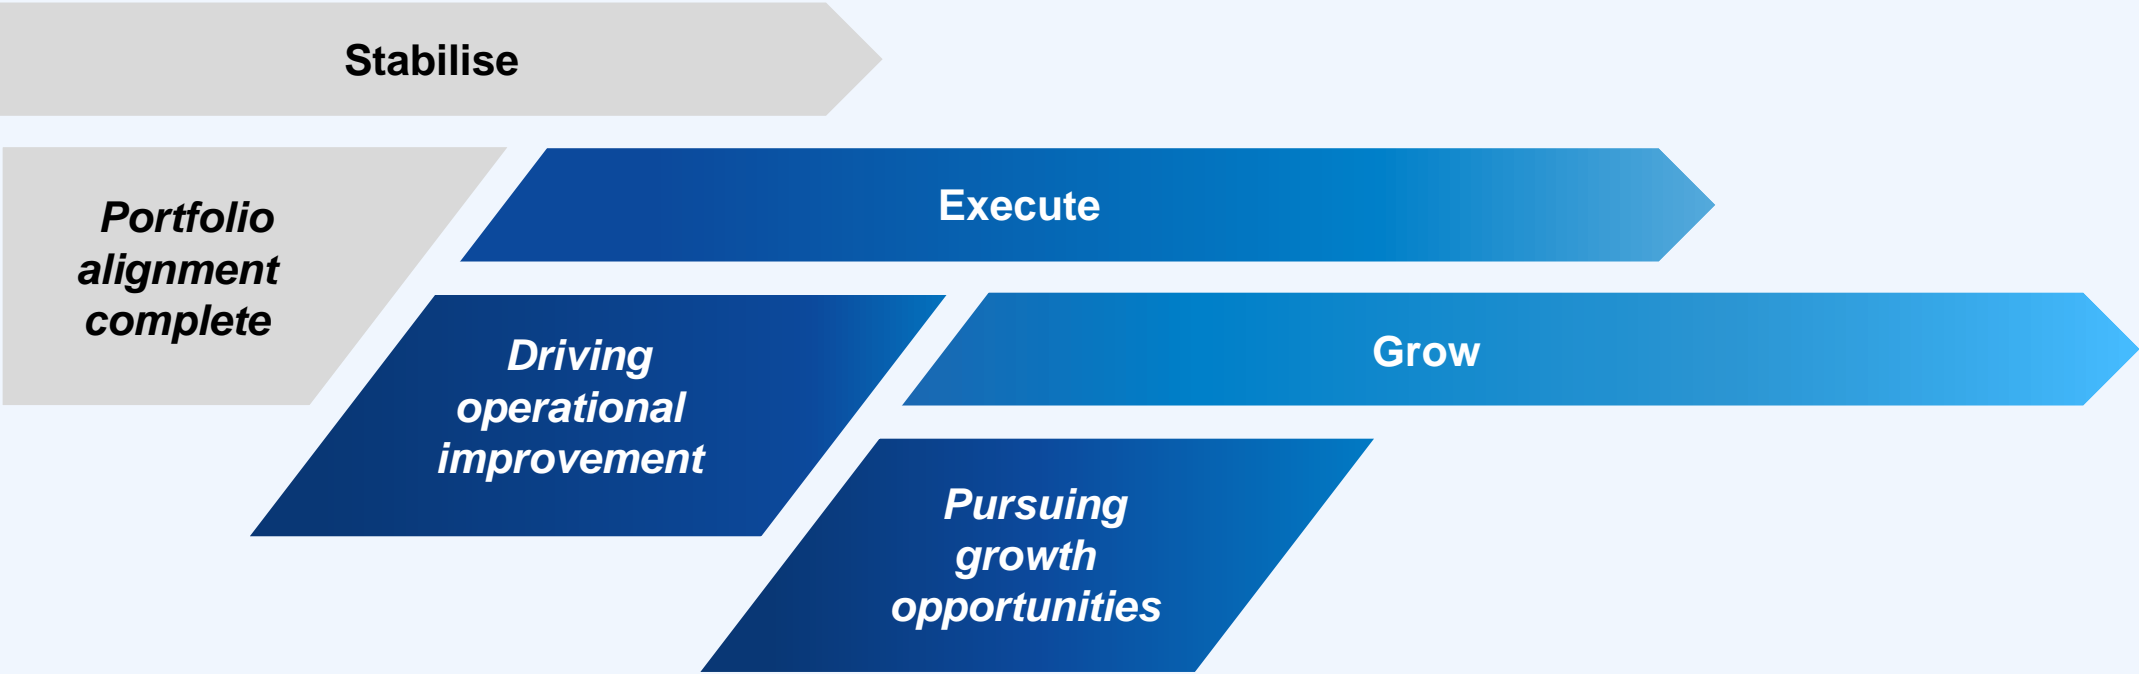 Stabilise
Portfolio
alignment
complete
Execute
Driving
operational
improvement
Grow
Pursuing
growth
opportunities